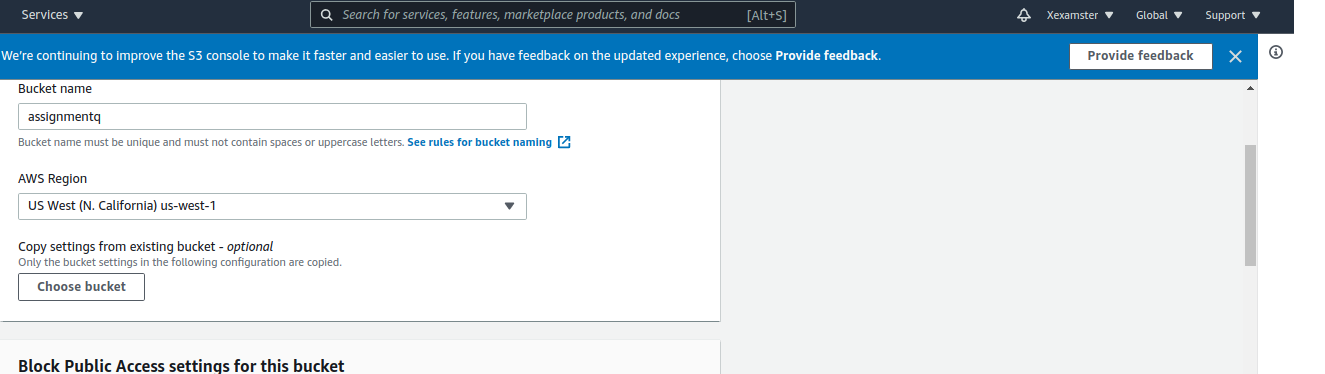 Services Search for services, features, marketplace products, and docs [Alt+S] Xexamster Global Support
We're continuing to improve the S3 console to make it faster and easier to use. If you have feedback on the updated experience, choose Provide feedback. Provide feedback
Bucket name
assignmentq
Bucket name must be unique and must not contain spaces or uppercase letters. See rules for bucket naming
AWS Region
US West (N. California) us-west-1
Copy settings from existing bucket - optional
Only the bucket settings in the following configuration are copied.
Choose bucket
Block Public Access settings for this bucket